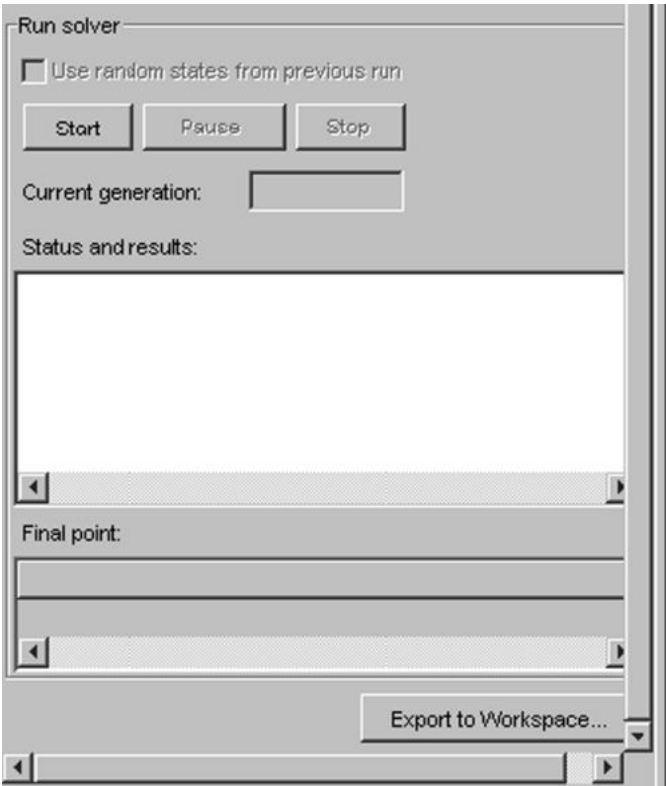 Run solver
Use random states from previous run
Start Pause Stop
Current generation:
Status and results:
Final point:
Export to Workspace...